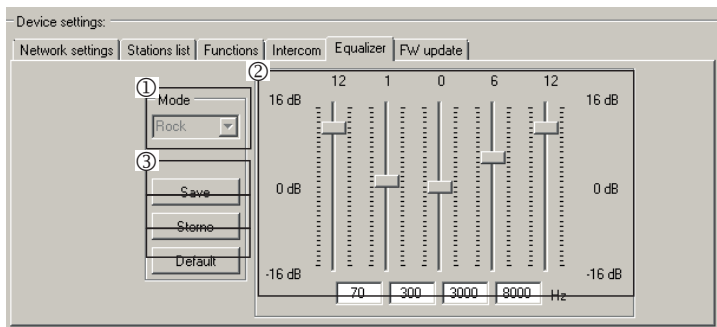 Device settings:
Network settings Stations list Functions Intercom Equalizer FW update
① Mode
Rock
③
Save
Storno
Default
②
12 1 0 6 12
16 dB 16 dB
0 dB 0 dB
-16 dB -16 dB
70 300 3000 8000 Hz